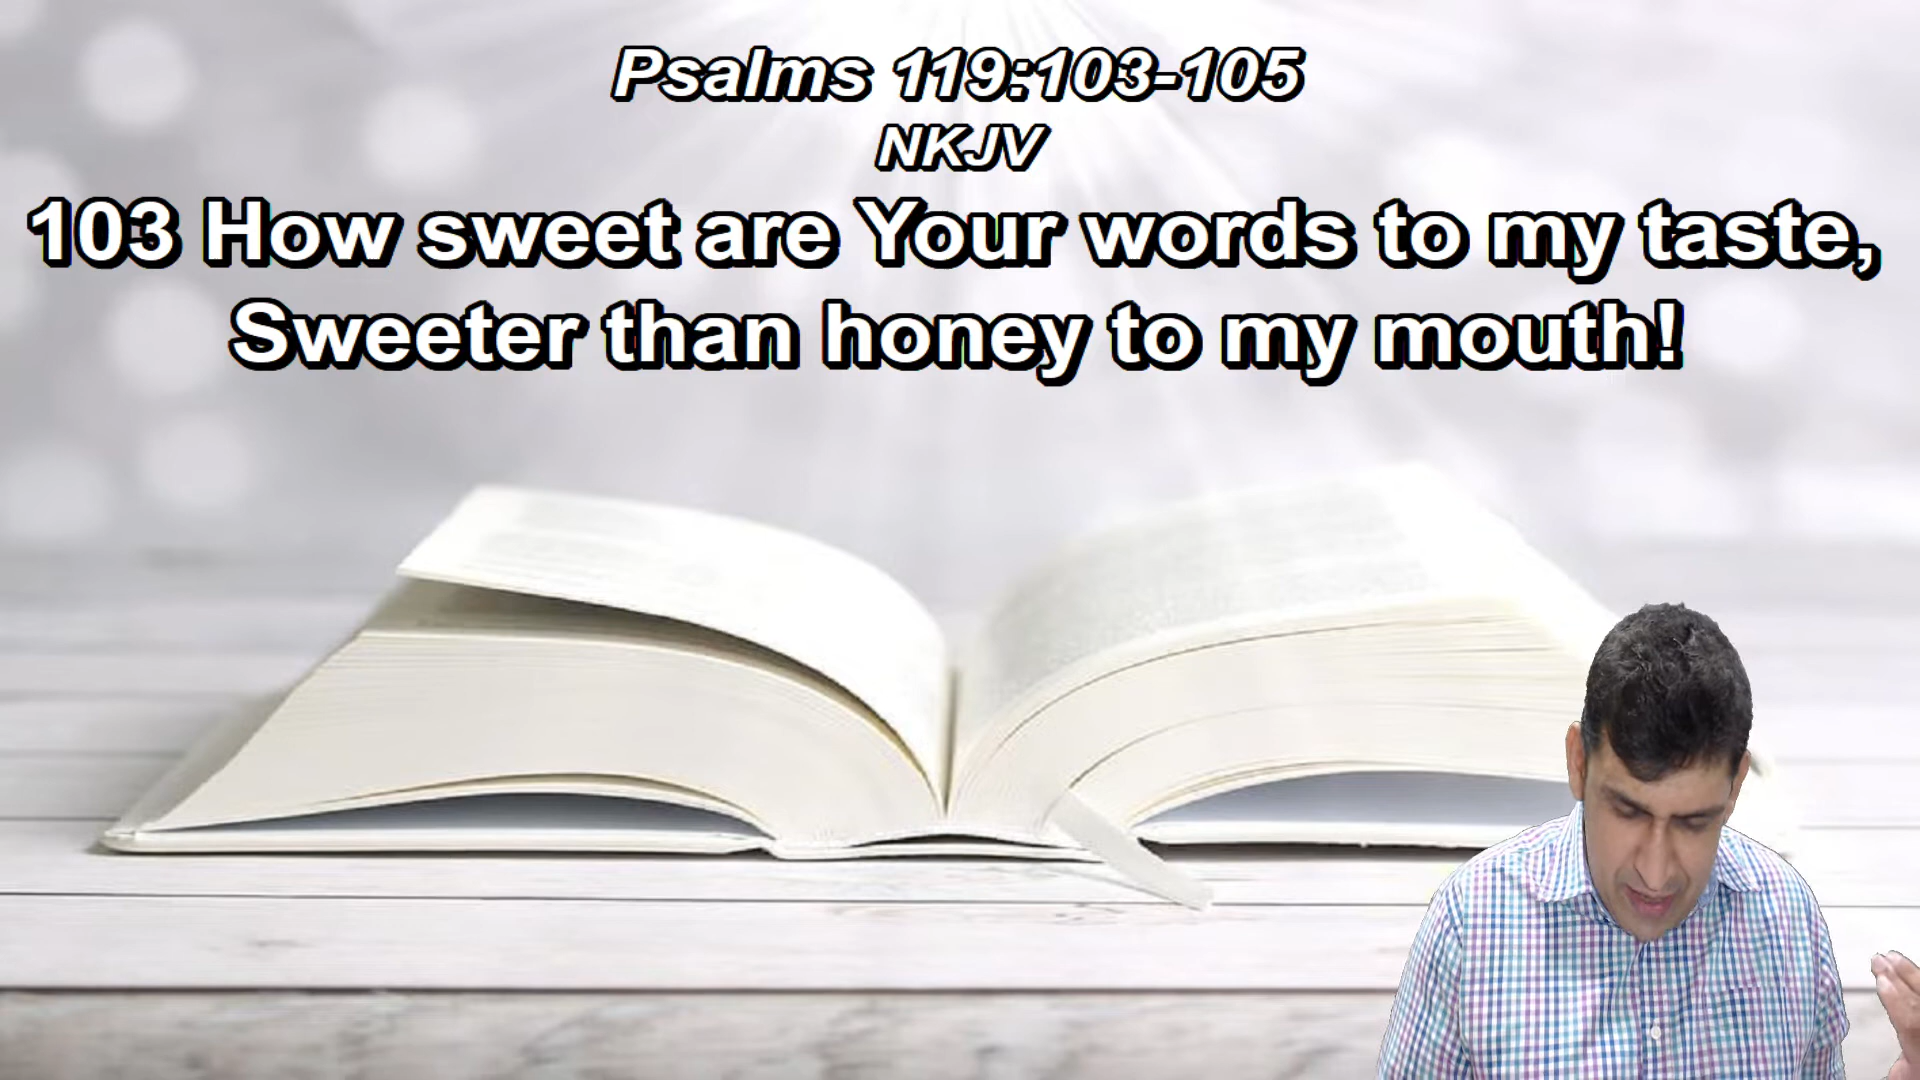 Psalms 119:103-105
NKJV
103 How sweet are Your words to my taste,
Sweeter than honey to my mouth!